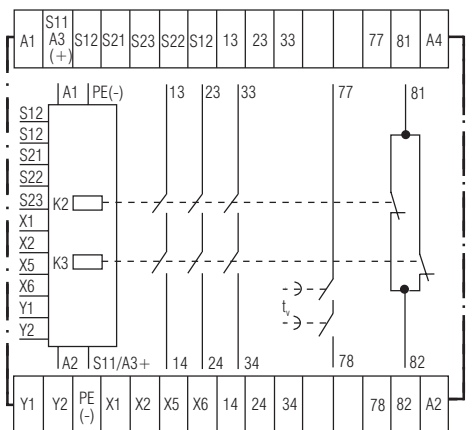 A1 S11 A3 (+) S12 S21 S23 S22 S12 13 23 33 77 81 A4
A1 PE(-) 13 23 33 77 81
S12
S12
S21
S22
S23 K2
X1
X2
X5 K3
X6
Y1 tv
Y2
A2 S11/A3+ 14 24 34 78 82
Y1 Y2 PE (-) X1 X2 X5 X6 14 24 34 78 82 A2